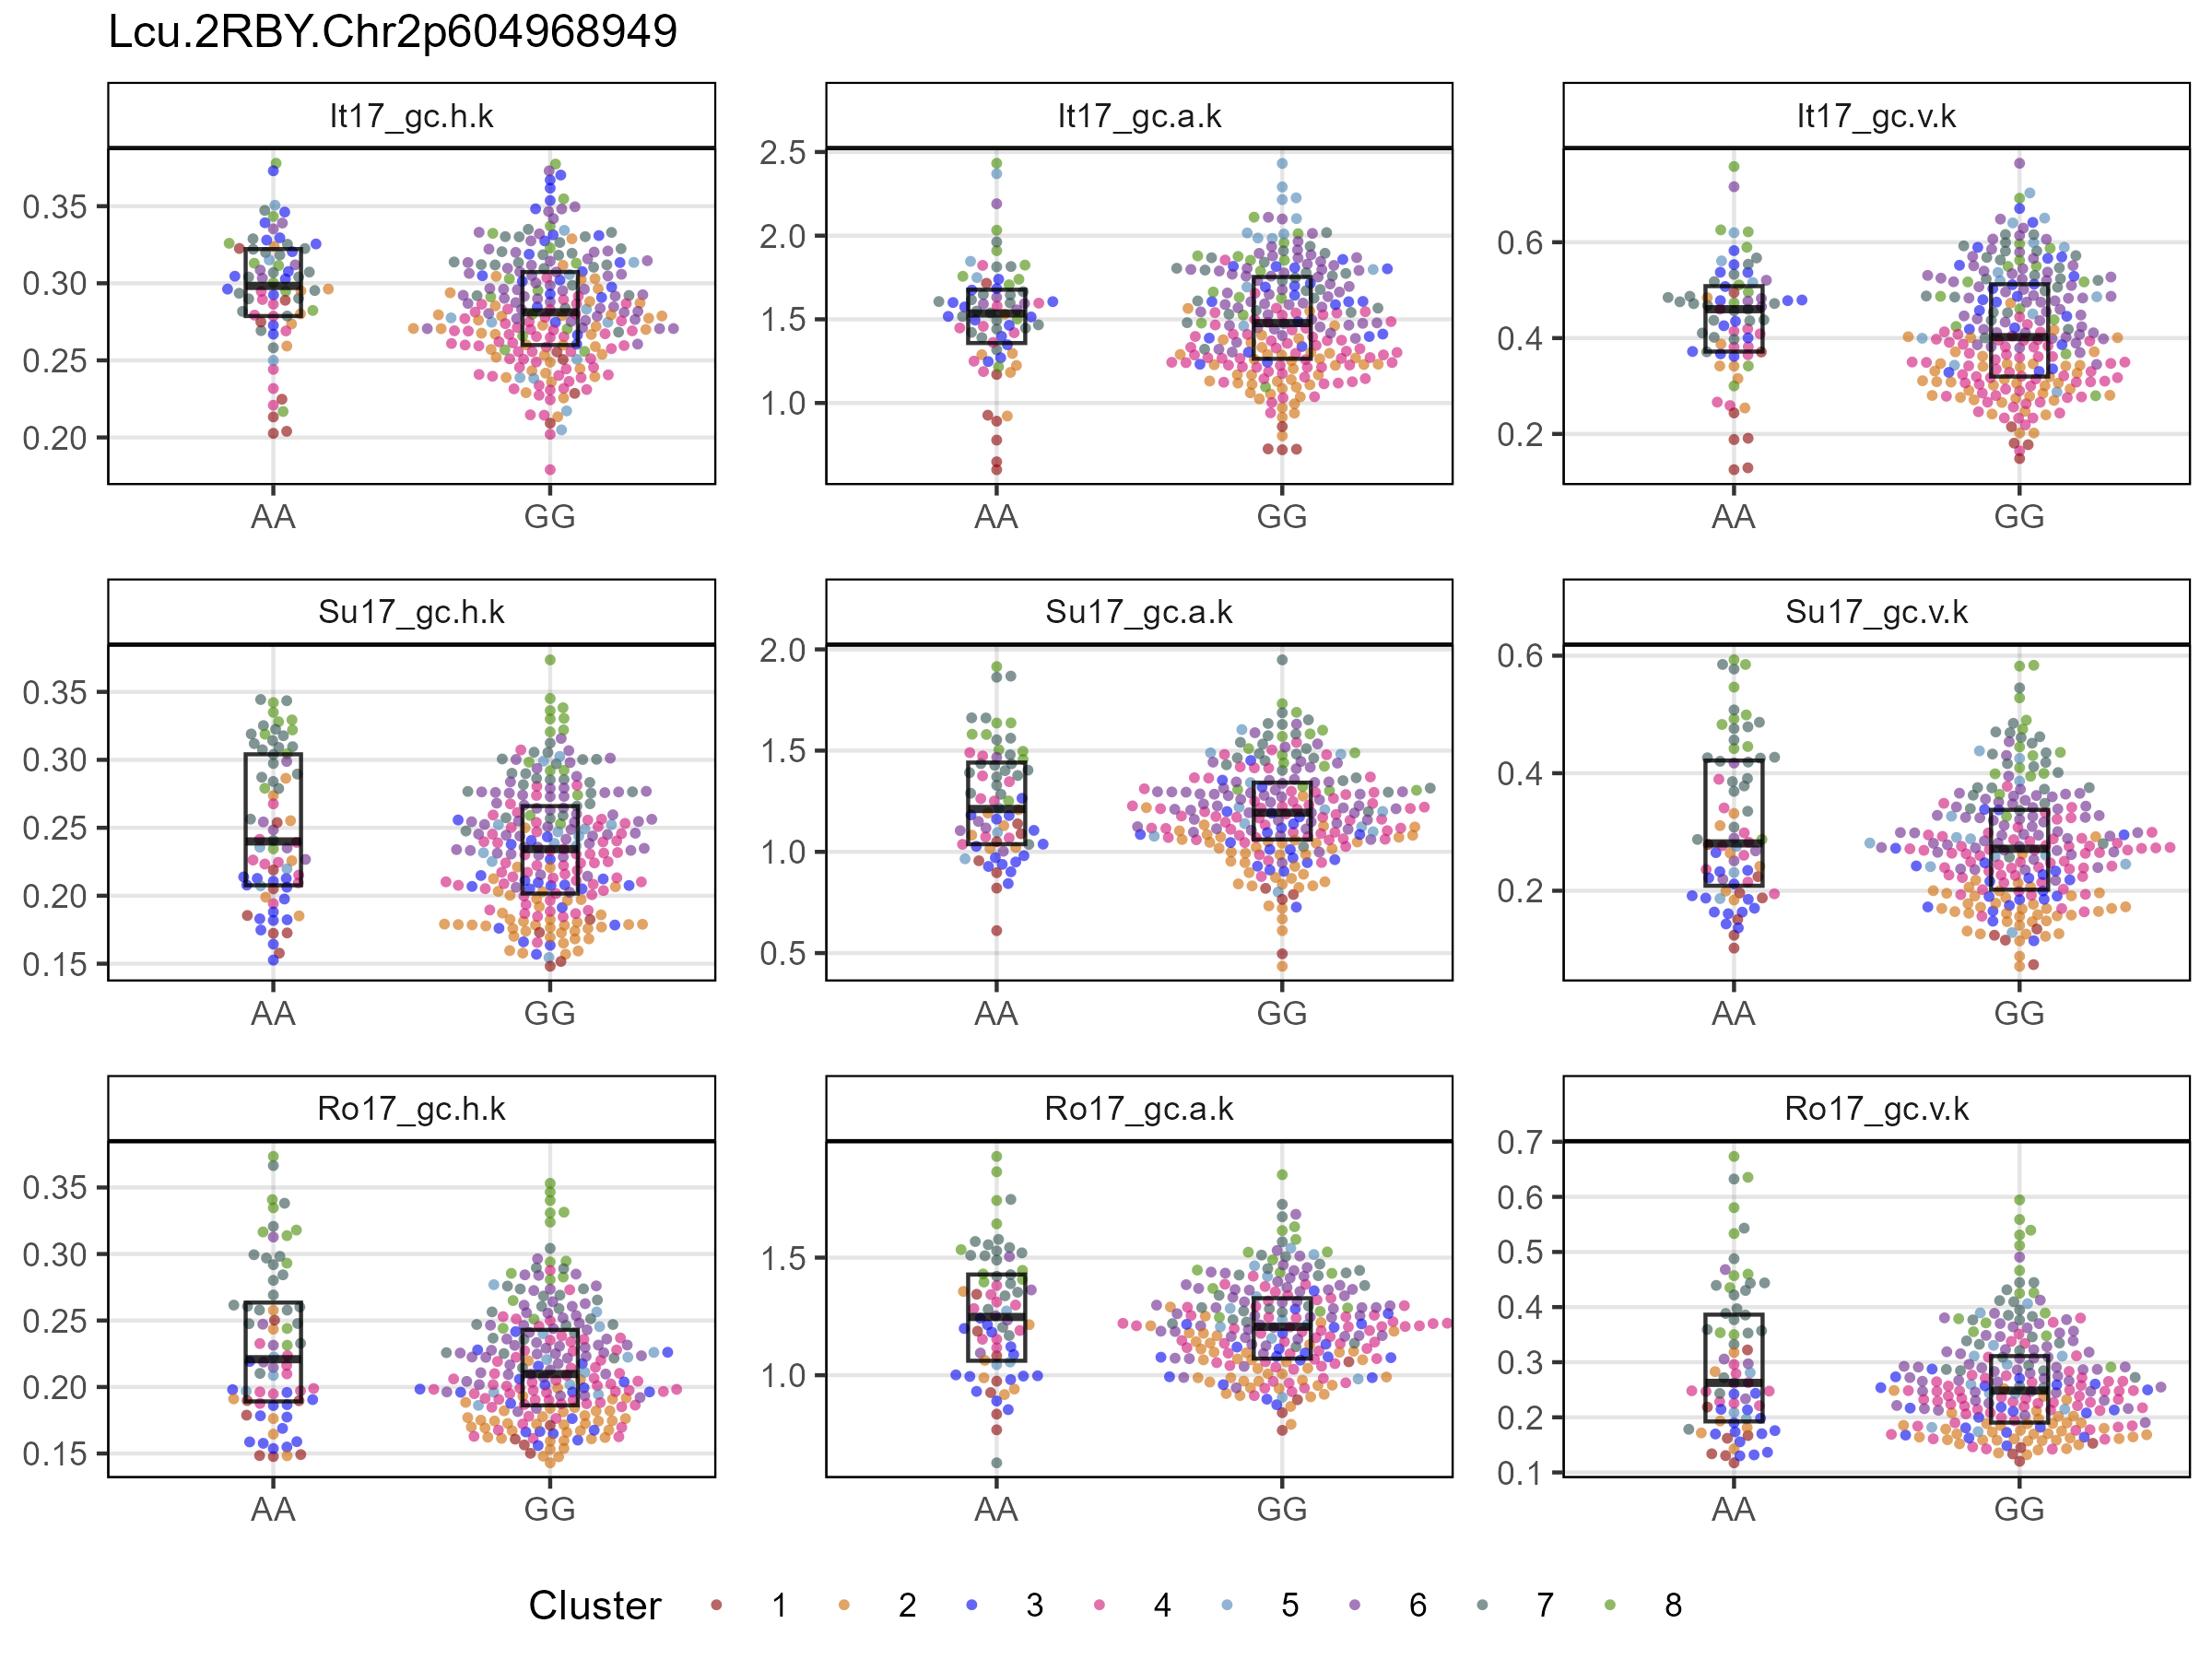 Lcu.2RBY.Chr2p604968949
It17_gc.h.k
It17_gc.a.k
It17_gc.v.k
0.35
0.30
0.25
0.20
2.5
2.0
1.5
1.0
0.6
0.4
0.2
AA GG
AA GG
AA GG
Su17_gc.h.k
Su17_gc.a.k
Su17_gc.v.k
0.35
0.30
0.25
0.20
0.15
2.0
1.5
1.0
0.5
0.6
0.4
0.2
AA GG
AA GG
AA GG
Ro17_gc.h.k
Ro17_gc.a.k
Ro17_gc.v.k
0.35
0.30
0.25
0.20
0.15
1.5
1.0
0.7
0.6
0.5
0.4
0.3
0.2
0.1
AA GG
AA GG
AA GG
Cluster 1 2 3 4 5 6 7 8